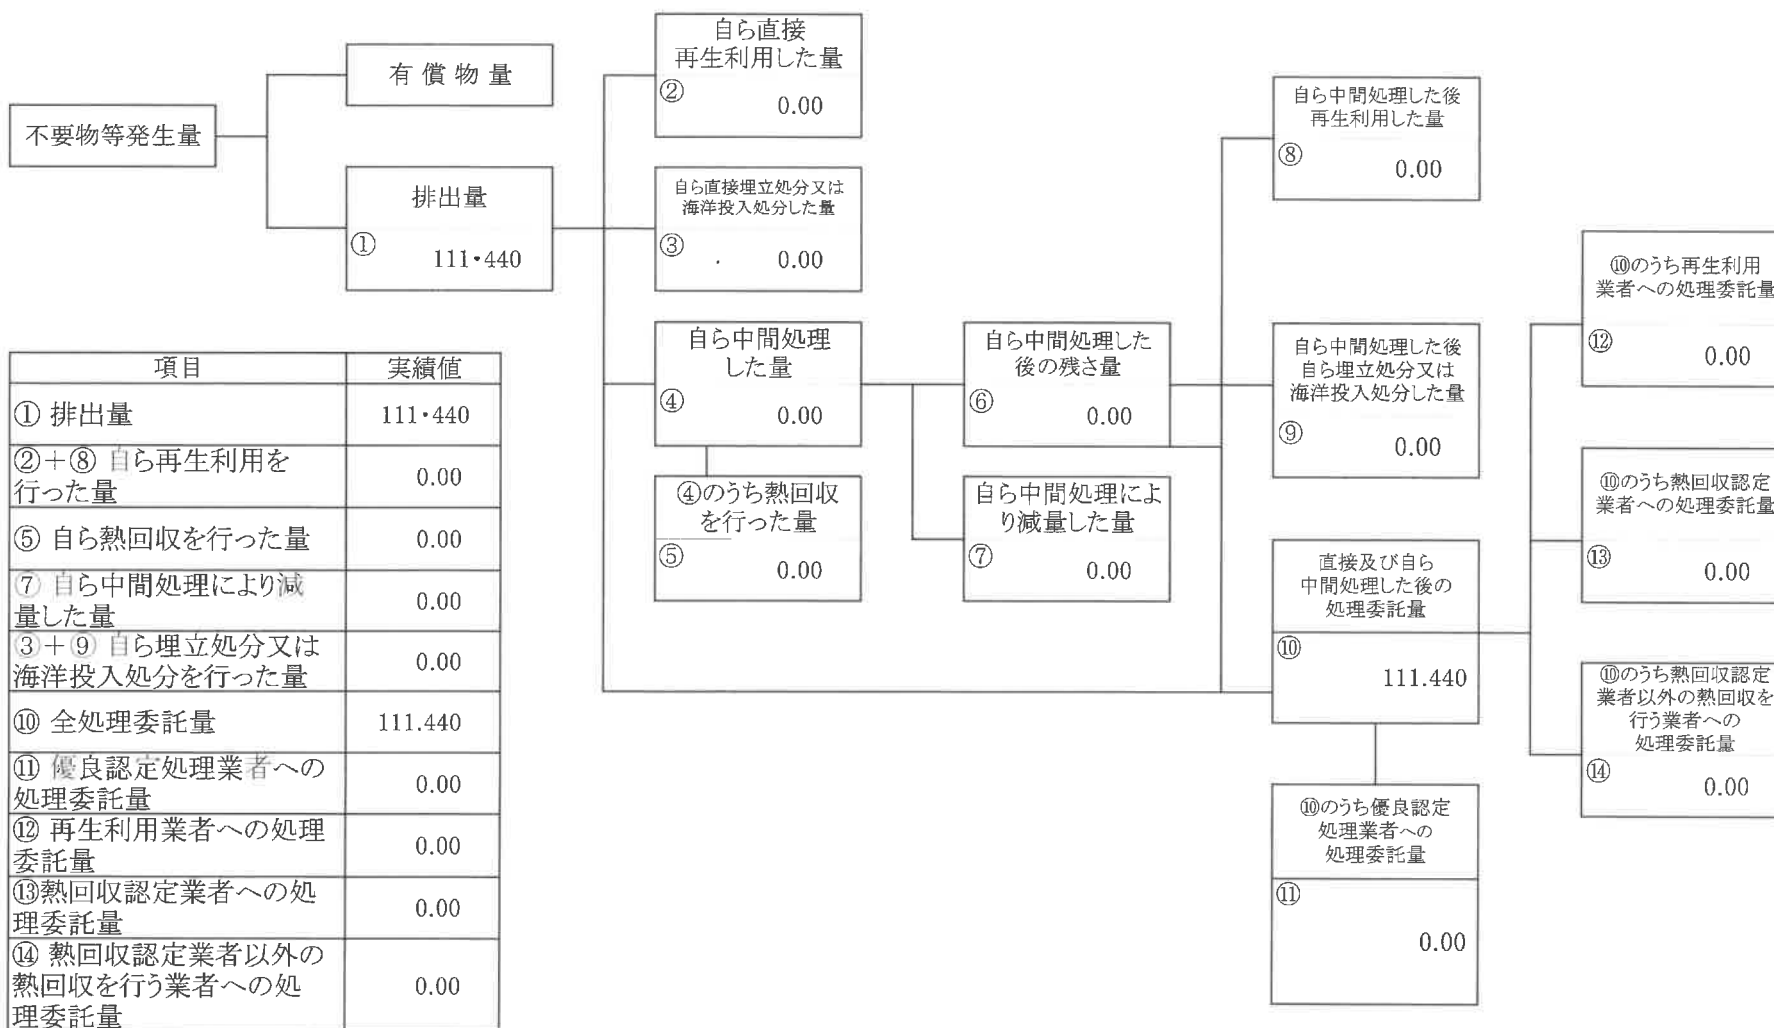 不要物等発生量
有 償 物 量
排出量
①
111・440
自ら直接
再生利用した量
②
0.00
自ら直接埋立処分又は
海洋投入処分した量
③
0.00
自ら中間処理
した量
④
0.00
④のうち熱回収
を行った量
⑤
0.00
自ら中間処理した
後の残さ量
⑥
0.00
自ら中間処理によ
り減量した量
⑦
0.00
自ら中間処理した後
再生利用した量
⑧
0.00
自ら中間処理した後
自ら埋立処分又は
海洋投入処分した量
⑨
0.00
直接及び自ら
中間処理した後の
処理委託量
⑩
111.440
⑩のうち優良認定
処理業者への
処理委託量
⑪
0.00
⑩のうち再生利用
業者への処理委託量
⑫
0.00
⑩のうち熱回収認定
業者への処理委託量
⑬
0.00
⑩のうち熱回収認定
業者以外の熱回収を
行う業者への
処理委託量
⑭
0.00
項目 実績値
① 排出量 111・440
②＋⑧ 自ら再生利用を
行った量 0.00
⑤ 自ら熱回収を行った量 0.00
⑦ 自ら中間処理により減
量した量 0.00
③＋⑨ 自ら埋立処分又は
海洋投入処分を行った量 0.00
⑩ 全処理委託量 111.440
⑪ 優良認定処理業者への
処理委託量 0.00
⑫ 再生利用業者への処理
委託量 0.00
⑬熱回収認定業者への処
理委託量 0.00
⑭ 熱回収認定業者以外の
熱回収を行う業者への処
理委託量 0.00